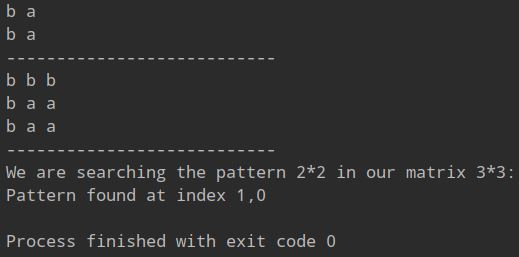 b a
b a
---------------------------
b b b
b a a
b a a
---------------------------
We are searching the pattern 2*2 in our matrix 3*3:
Pattern found at index 1,0
Process finished with exit code 0